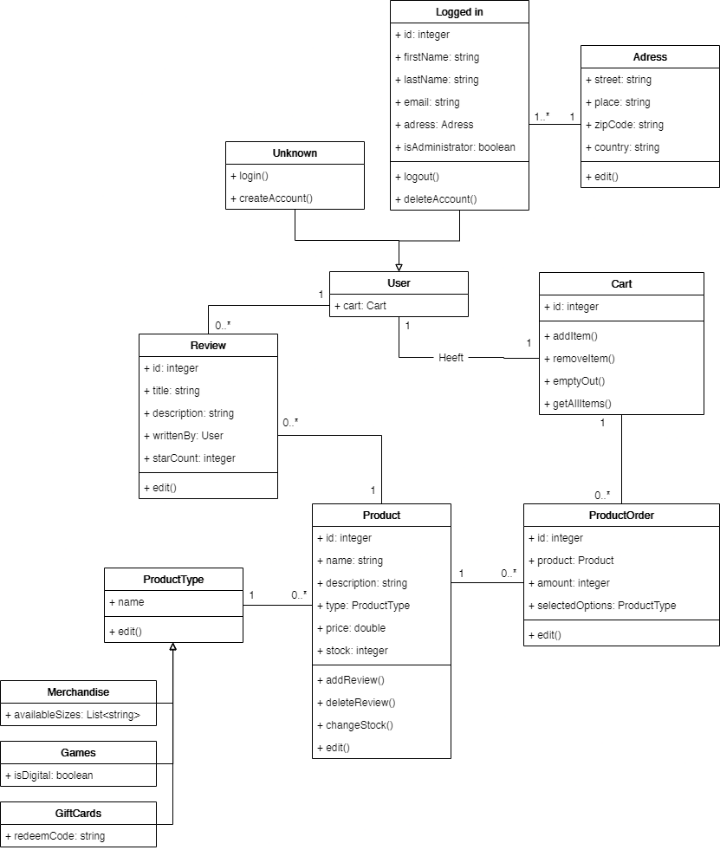 Logged in
+ id: integer
+ firstName: string
+ lastName: string
+ email: string
+ adress: Adress
+ isAdministrator: boolean
+ logout()
+ deleteAccount()
1..*
1
Adress
+ street: string
+ place: string
+ zipCode: string
+ country: string
+ edit()
Unknown
+ login()
+ createAccount()
User
+ cart: Cart
1
0..*
1
Heeft
1
Cart
+ id: integer
+ addItem()
+ removeItem()
+ emptyOut()
+ getAllItems()
Review
+ id: integer
+ title: string
+ description: string
+ writtenBy: User
+ starCount: integer
+ edit()
0..*
1
1
0..*
Product
+ id: integer
+ name: string
+ description: string
+ type: ProductType
+ price: double
+ stock: integer
+ addReview()
+ deleteReview()
+ changeStock()
+ edit()
1
0..*
ProductOrder
+ id: integer
+ product: Product
+ amount: integer
+ selectedOptions: ProductType
+ edit()
ProductType
+ name
+ edit()
1
0..*
Merchandise
+ availableSizes: List<string>
Games
+ isDigital: boolean
GiftCards
+ redeemCode: string